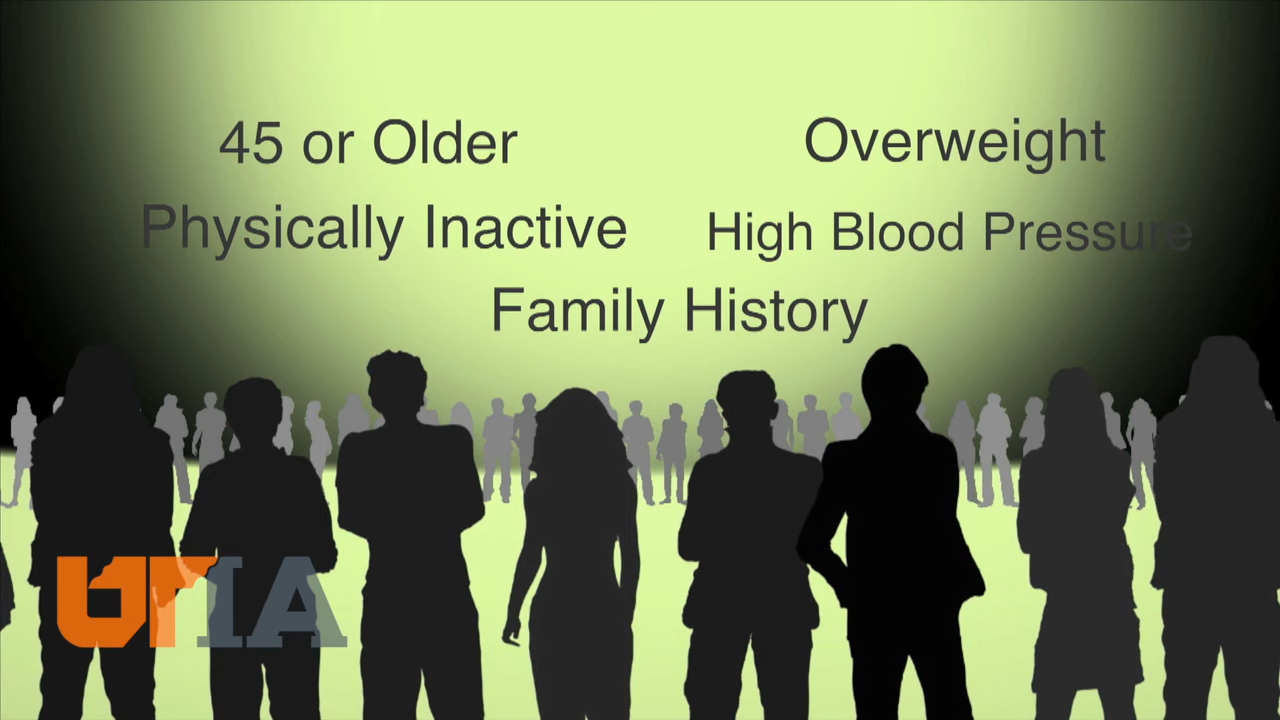 45 or Older
Overweight
Physically Inactive
High Blood Pressure
Family History
UTIA